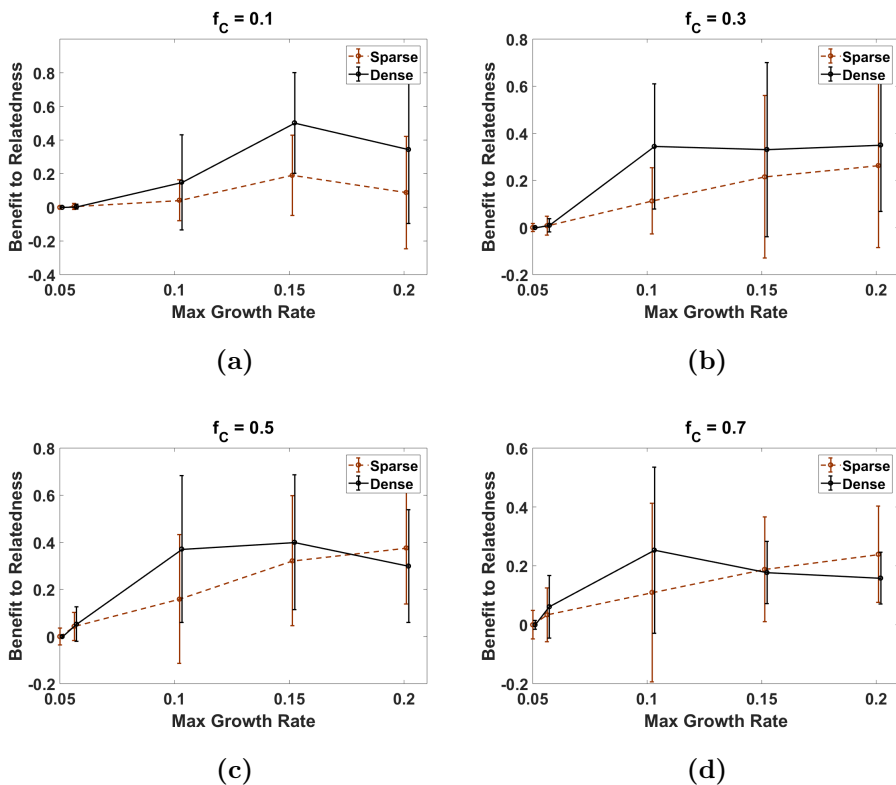 f_C = 0.1
Sparse
Dense
0.8
0.6
0.4
0.2
0
-0.2
-0.4
Benefit to Relatedness
0.05 0.1 0.15 0.2
Max Growth Rate
(a)
f_C = 0.3
Sparse
Dense
0.8
0.6
0.4
0.2
0
-0.2
Benefit to Relatedness
0.05 0.1 0.15 0.2
Max Growth Rate
(b)
f_C = 0.5
Sparse
Dense
0.8
0.6
0.4
0.2
0
-0.2
Benefit to Relatedness
0.05 0.1 0.15 0.2
Max Growth Rate
(c)
f_C = 0.7
Sparse
Dense
0.6
0.4
0.2
0
-0.2
Benefit to Relatedness
0.05 0.1 0.15 0.2
Max Growth Rate
(d)